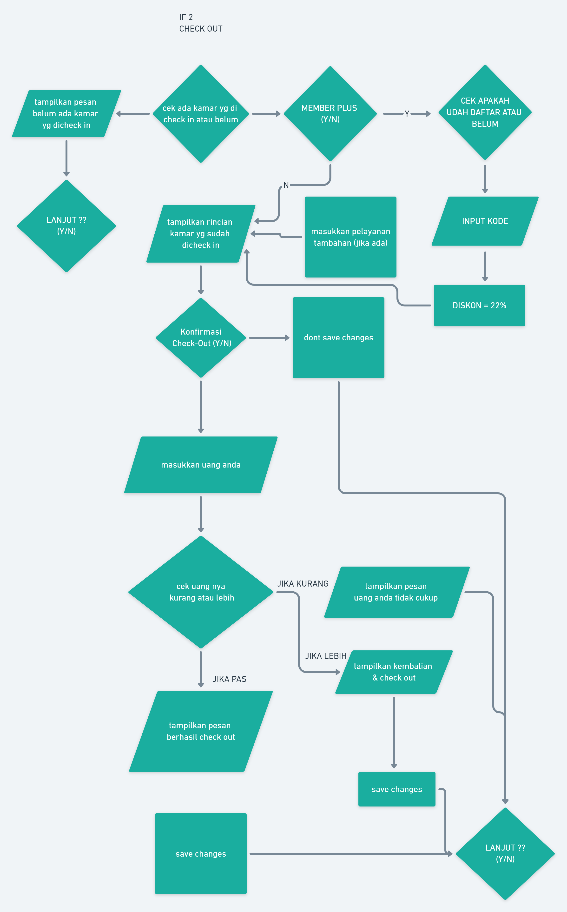 IF 2
CHECK OUT
tampilkan pesan
belum ada kamar
yg dicheck in
cek ada kamar yg di
check in atau belum
MEMBER PLUS
(Y/N)
Y
CEK APAKAH
UDAH DAFTAR ATAU
BELUM
N
LANJUT ??
(Y/N)
tampilkan rincian
kamar yg sudah
dicheck in
masukkan pelayanan
tambahan (jika ada)
INPUT KODE
DISKON = 22%
Konfirmasi
Check-Out (Y/N)
dont save changes
masukkan uang anda
cek uang nya
kurang atau lebih
JIKA KURANG
tampilkan pesan
uang anda tidak cukup
JIKA LEBIH
tampilkan kembalian
& check out
JIKA PAS
tampilkan pesan
berhasil check out
save changes
save changes
LANJUT ??
(Y/N)